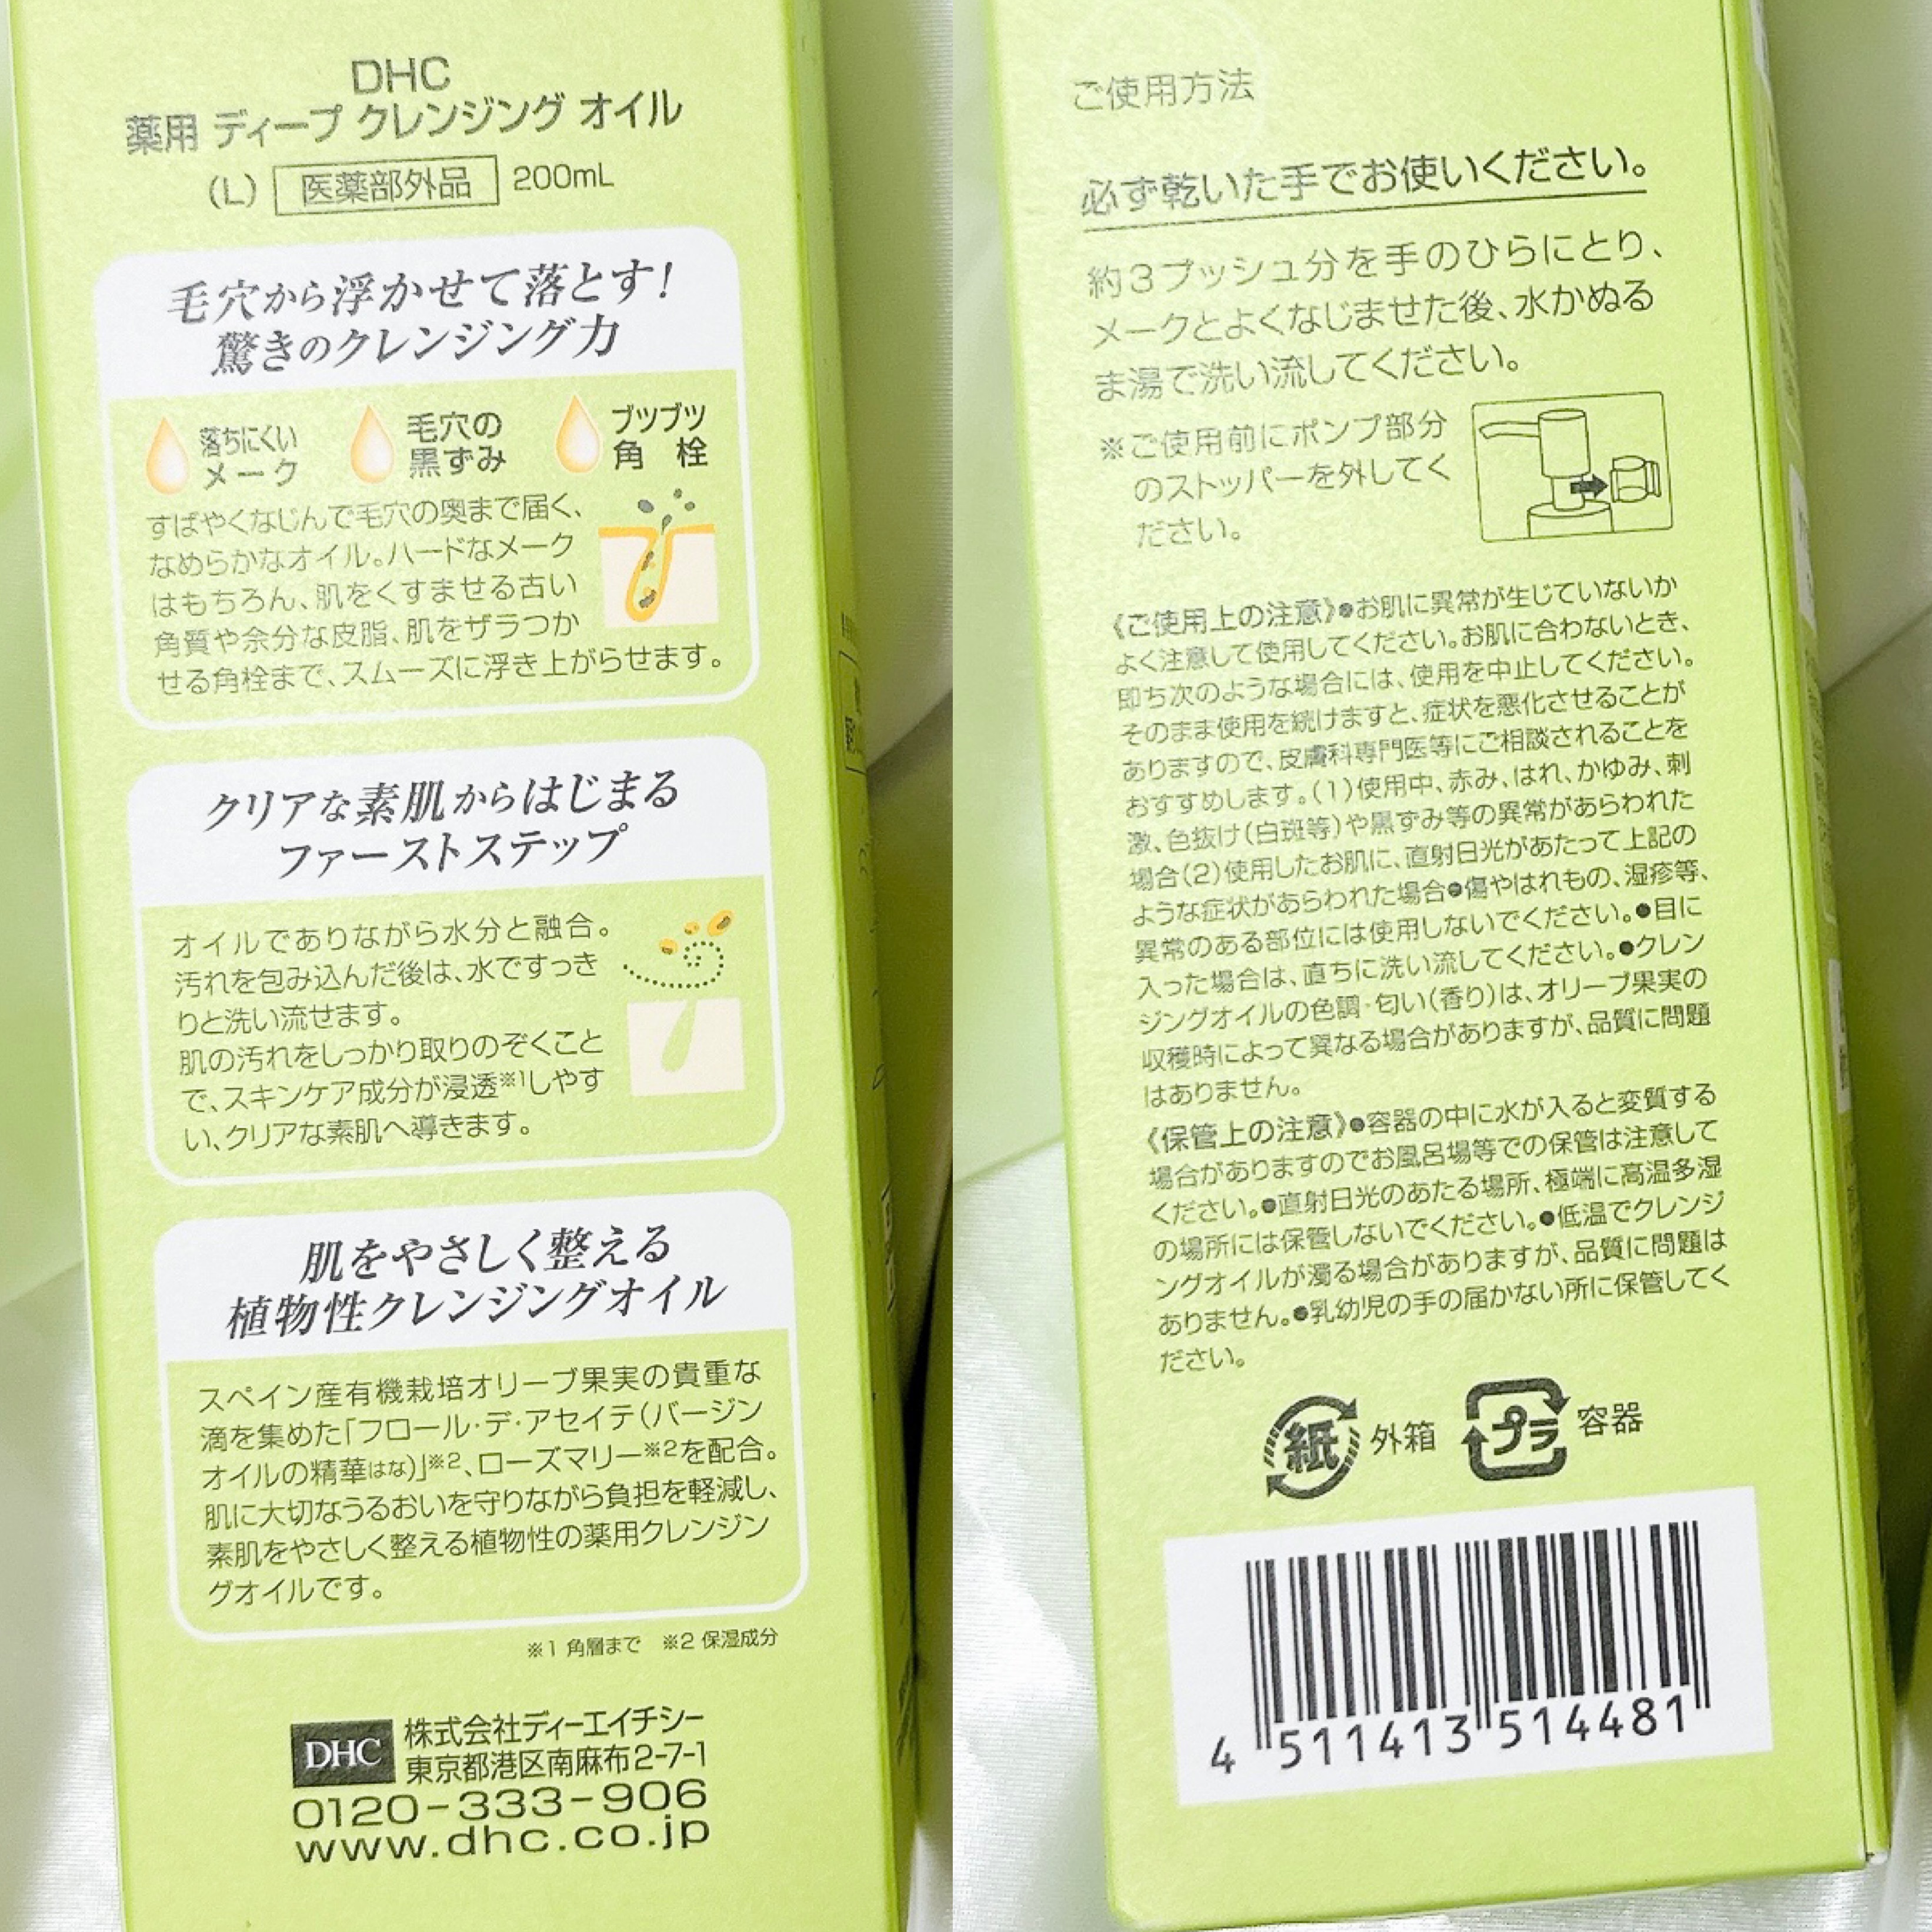 DHC
薬用 ディープ クレンジング オイル
(L) 医薬部外品 200mL
毛穴から浮かせて落とす!
驚きのクレンジング力
落ちにくい
メーク
毛穴の
黒ずみ
ブツブツ
角 栓
すばやくなじんで毛穴の奥まで届く、
なめらかなオイル。ハードなメーク
はもちろん、肌をくすませる古い
角質や余分な皮脂、肌をザラつか
せる角栓まで、スムーズに浮き上がらせます。
クリアな素肌からはじまる
ファーストステップ
オイルでありながら水分と融合。
汚れを包み込んだ後は、水ですっき
りと洗い流せます。
肌の汚れをしっかり取りのぞくこと
で、スキンケア成分が浸透※1しやす
い、クリアな素肌へ導きます。
肌をやさしく整える
植物性クレンジングオイル
スペイン産有機栽培オリーブ果実の貴重な
滴を集めた「フロール・デ・アセイテ(バージン
オイルの精華はな)」※2、ローズマリー※2を配合。
肌に大切なうるおいを守りながら負担を軽減し、
素肌をやさしく整える植物性の薬用クレンジン
グオイルです。
※1 角層まで ※2 保湿成分
DHC
株式会社ディーエイチシー
東京都港区南麻布2-7-1
0120-333-906
www.dhc.co.jp
ご使用方法
必ず乾いた手でお使いください。
約3プッシュ分を手のひらにとり、
メークとよくなじませた後、水かぬる
ま湯で洗い流してください。
※ご使用前にポンプ部分
のストッパーを外してく
ださい。
《ご使用上の注意》●お肌に異常が生じていないか
よく注意して使用してください。お肌に合わないとき、
即ち次のような場合には、使用を中止してください。
そのまま使用を続けますと、症状を悪化させることが
ありますので、皮膚科専門医等にご相談されることを
おすすめします。(1)使用中、赤み、はれ、かゆみ、刺
激、色抜け(白斑等)や黒ずみ等の異常があらわれた
場合(2)使用したお肌に、直射日光があたって上記の
ような症状があらわれた場合●傷やはれもの、湿疹等、
異常のある部位には使用しないでください。●目に
入った場合は、直ちに洗い流してください。●クレン
ジングオイルの色調・匂い(香り)は、オリーブ果実の
収穫時によって異なる場合がありますが、品質に問題
はありません。
《保管上の注意》●容器の中に水が入ると変質する
場合がありますのでお風呂場等での保管は注意して
ください。●直射日光のあたる場所、極端に高温多湿
の場所には保管しないでください。●低温でクレンジ
ングオイルが濁る場合がありますが、品質に問題は
ありません。●乳幼児の手の届かない所に保管してく
ださい。
紙 外箱 プラ 容器
4 511413 514481